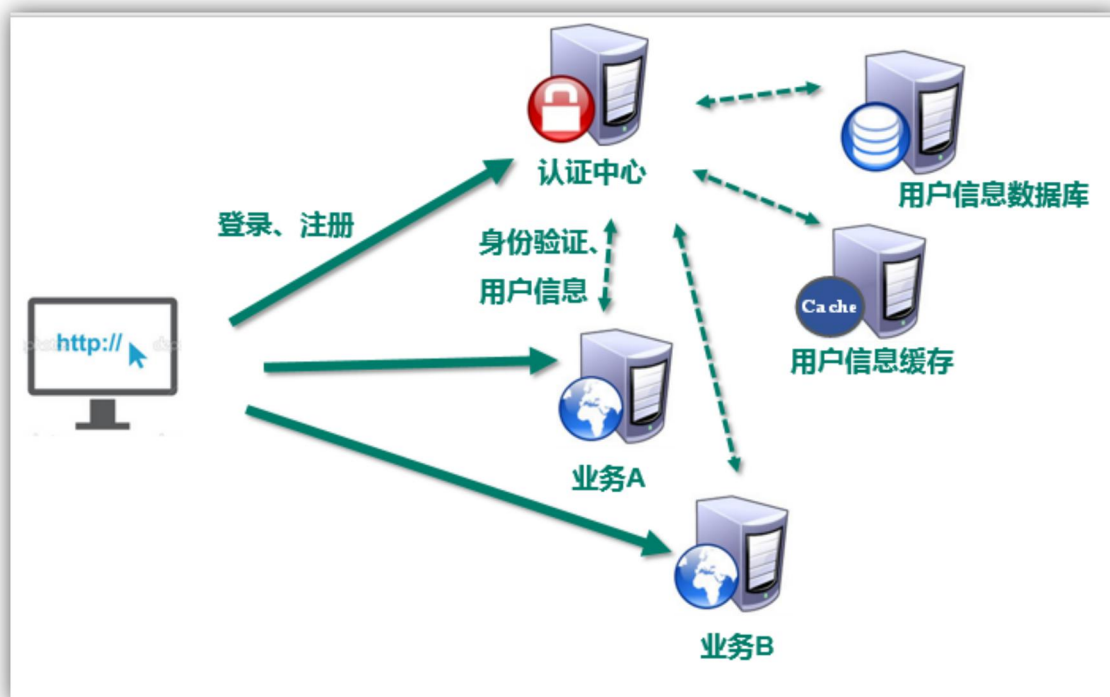 认证中心
用户信息数据库
登录、注册
身份验证、
用户信息
Cache
http://
用户信息缓存
业务A
业务B